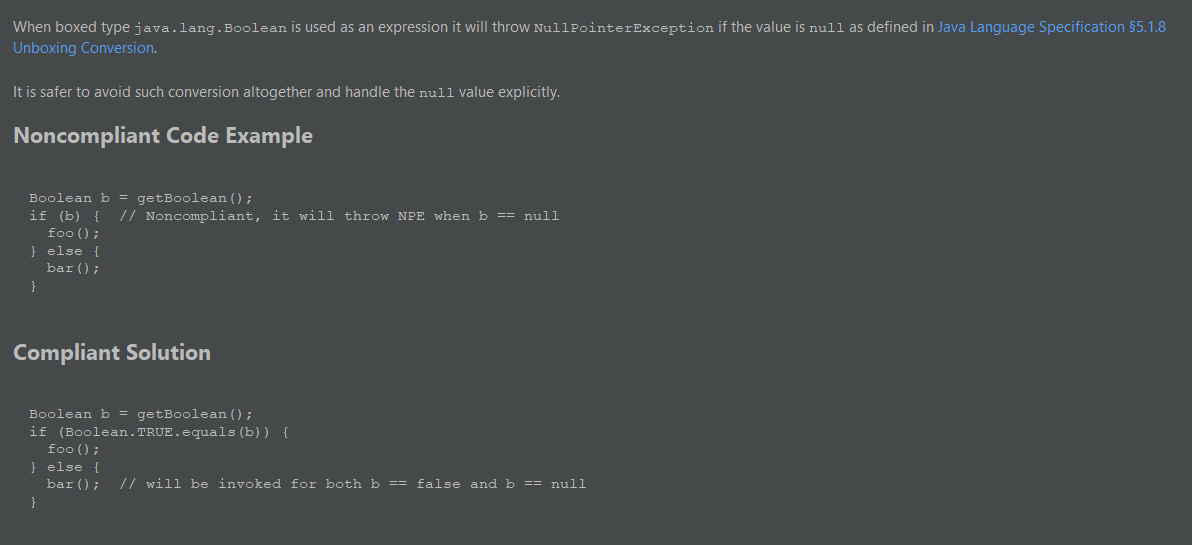 When boxed type java.lang.Boolean is used as an expression it will throw NullPointerException if the value is null as defined in Java Language Specification §5.1.8
Unboxing Conversion.
It is safer to avoid such conversion altogether and handle the null value explicitly.
Noncompliant Code Example
Boolean b = getBoolean();
if (b) {  // Noncompliant, it will throw NPE when b == null
  foo();
} else {
  bar();
}
Compliant Solution
Boolean b = getBoolean();
if (Boolean.TRUE.equals(b)) {
  foo();
} else {
  bar();  // will be invoked for both b == false and b == null
}